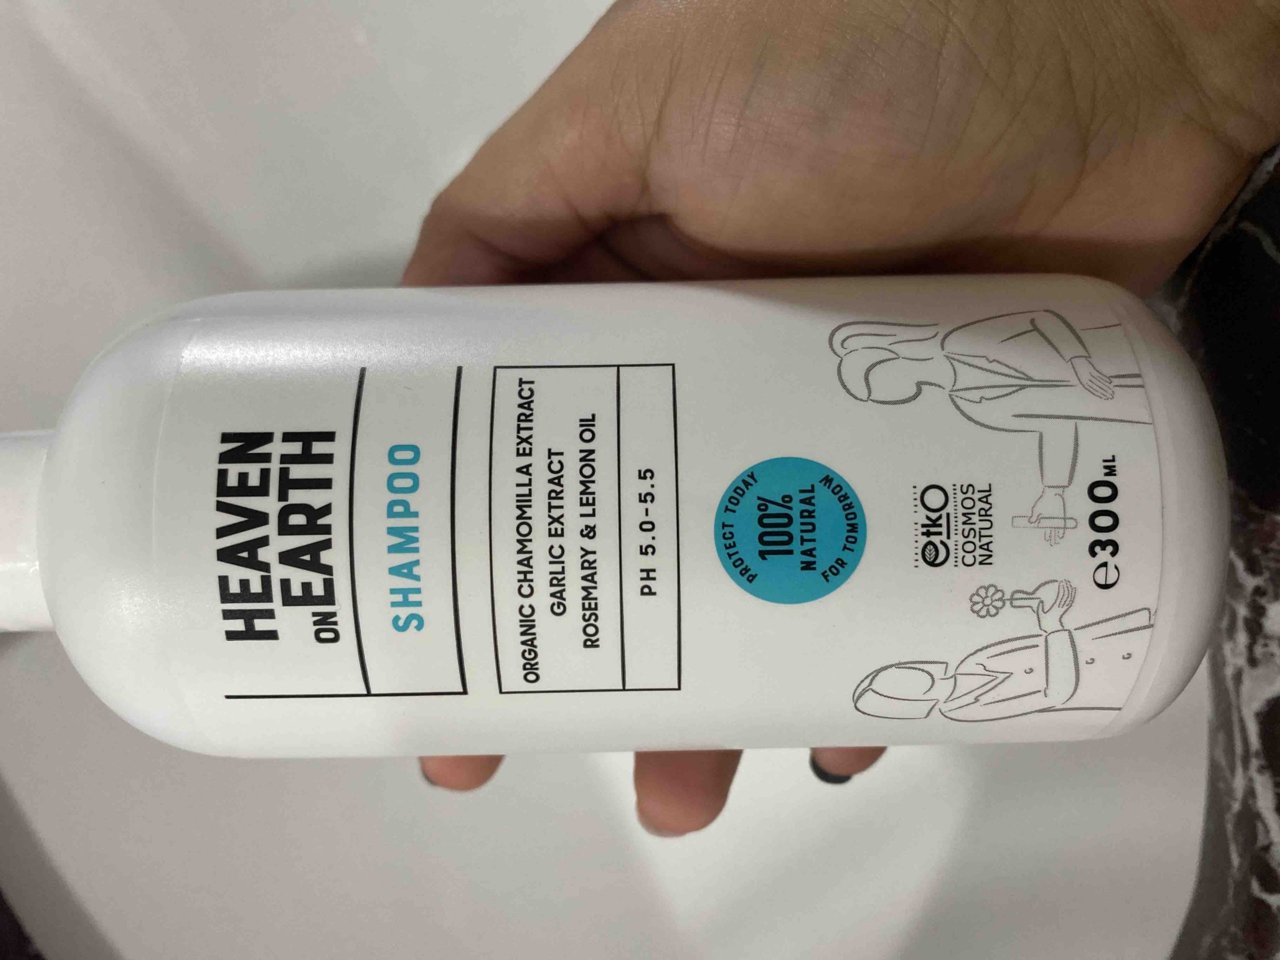 HEAVEN
ON EARTH
SHAMPOO
ORGANIC CHAMOMILLA EXTRACT
GARLIC EXTRACT
ROSEMARY & LEMON OIL
PH 5.0-5.5
PROTECT TODAY
100%
NATURAL
FOR TOMORROW
etkO
COSMOS
NATURAL
e300ML